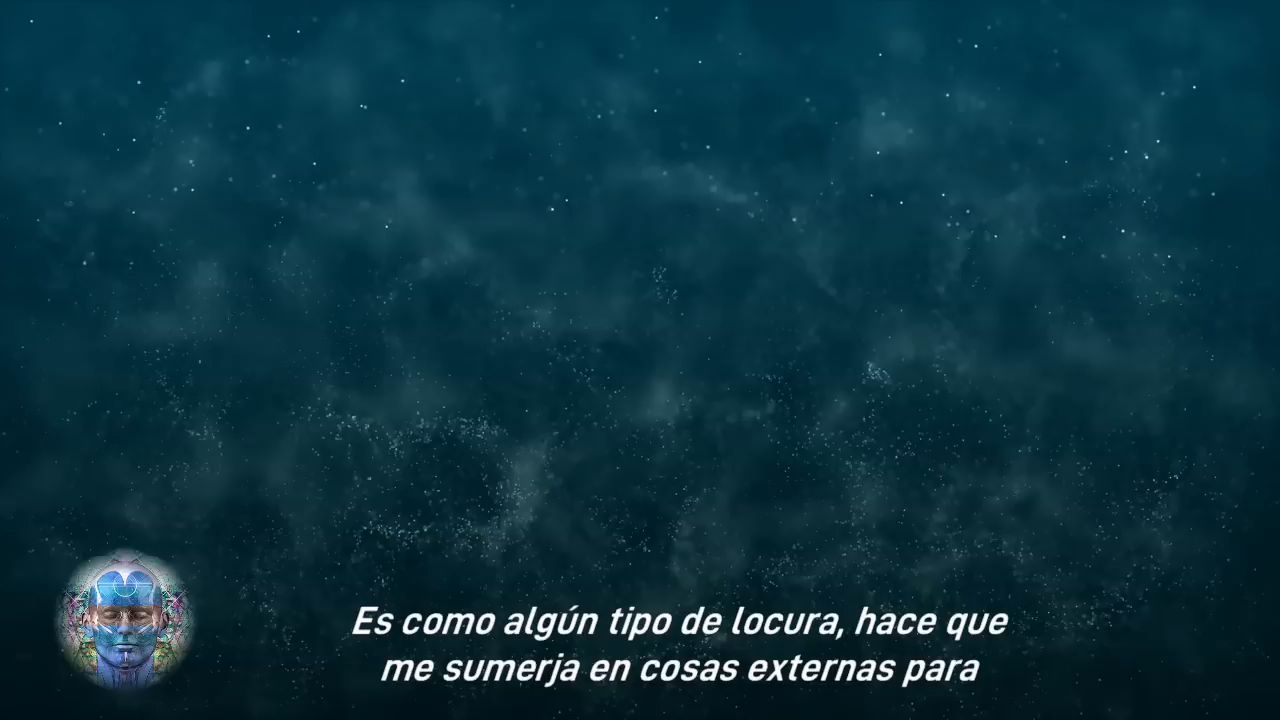 Es como algún tipo de locura, hace que
me sumerja en cosas externas para